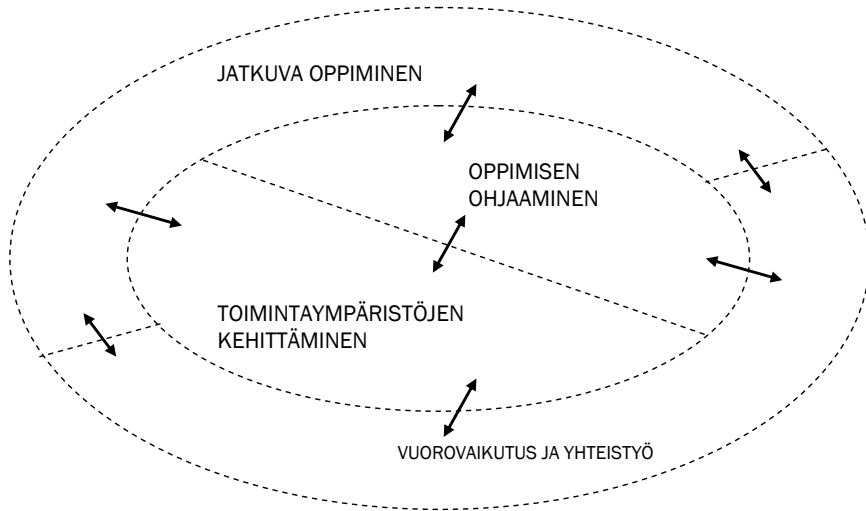 JATKUVA OPPIMINEN
OPPIMISEN
OHJAAMINEN
TOIMINTAYMPÄRISTÖJEN
KEHITTÄMINEN
VUOROVAIKUTUS JA YHTEISTYÖ